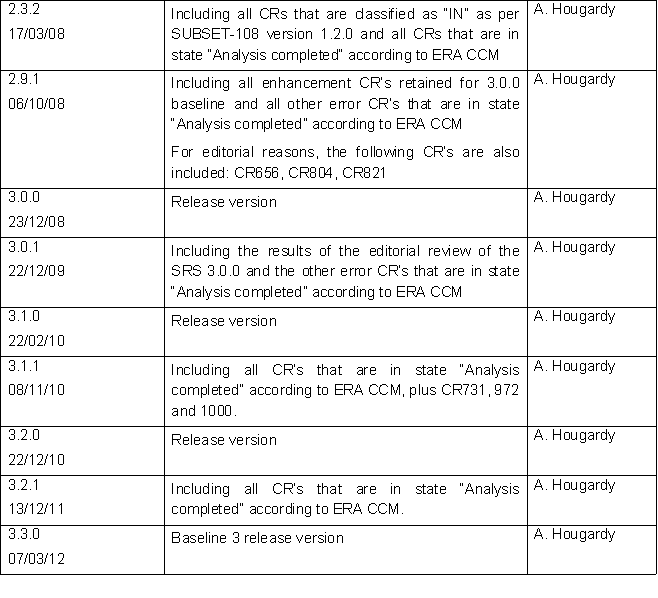 2.3.2
17/03/08
Including all CRs that are classified as "IN" as per
SUBSET-108 version 1.2.0 and all CRs that are in
state "Analysis completed" according to ERA CCM
A. Hougardy
2.9.1
06/10/08
Including all enhancement CR's retained for 3.0.0
baseline and all other error CR's that are in state
"Analysis completed" according to ERA CCM
For editorial reasons, the following CR's are also
included: CR656, CR804, CR821
A. Hougardy
3.0.0
23/12/08
Release version
A. Hougardy
3.0.1
22/12/09
Including the results of the editorial review of the
SRS 3.0.0 and the other error CR's that are in state
"Analysis completed" according to ERA CCM
A. Hougardy
3.1.0
22/02/10
Release version
A. Hougardy
3.1.1
08/11/10
Including all CR's that are in state "Analysis
completed" according to ERA CCM, plus CR731, 972
and 1000.
A. Hougardy
3.2.0
22/12/10
Release version
A. Hougardy
3.2.1
13/12/11
Including all CR's that are in state "Analysis
completed" according to ERA CCM.
A. Hougardy
3.3.0
07/03/12
Baseline 3 release version
A. Hougardy